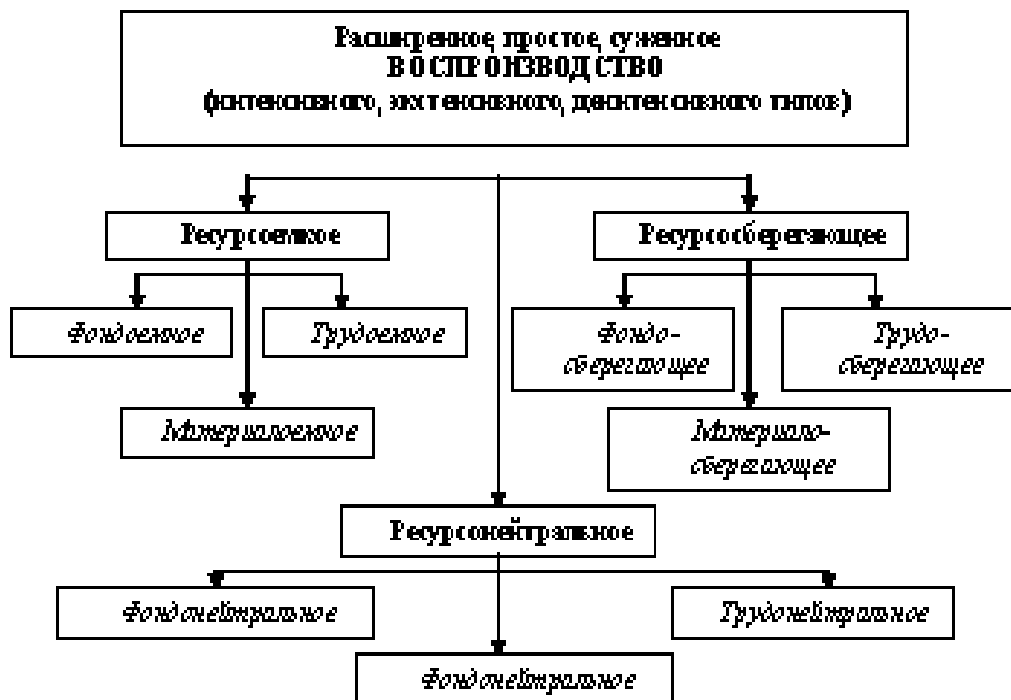 Расширенное, простое, суженное
ВОСПРОИЗВОДСТВО
(интенсивного, экстенсивного, деинтенсивного типов)
Ресурсоемкое
Ресурсосберегающее
Фондоемкое
Трудоемкое
Фондо-
сберегающее
Трудо-
сберегающее
Материалоемкое
Материало-
сберегающее
Ресурсонейтральное
Фондонейтральное
Трудонейтральное
Фондонейтральное